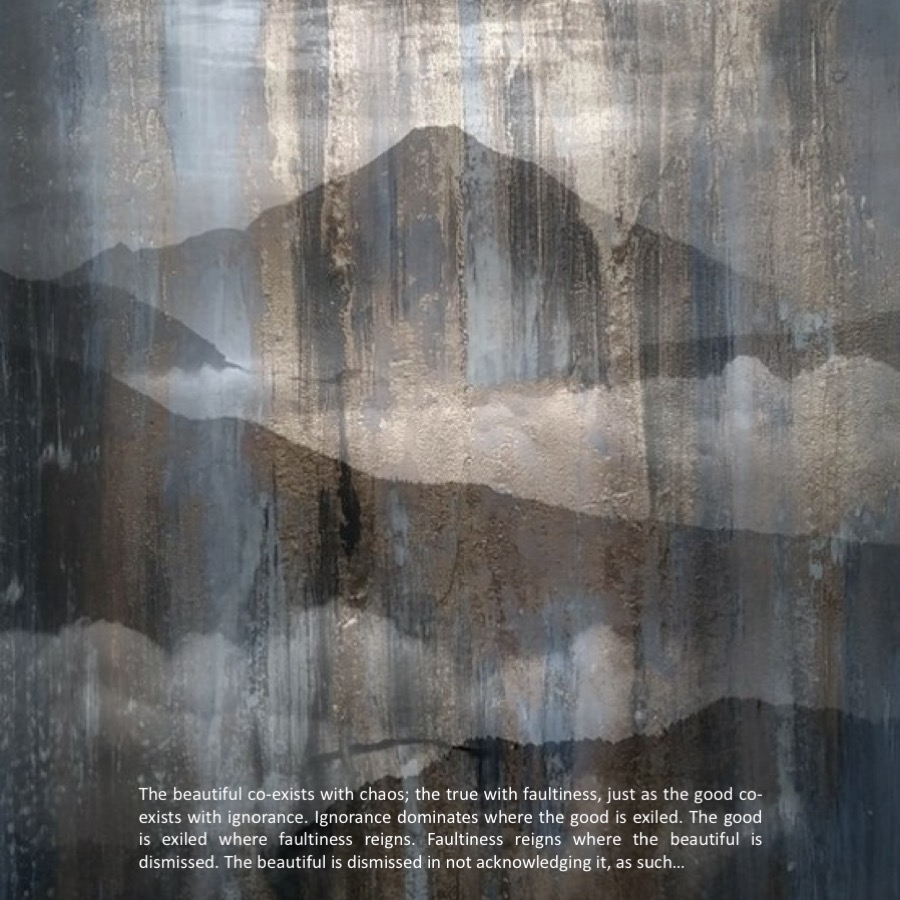 The beautiful co-exists with chaos; the true with faultiness, just as the good co-
exists with ignorance. Ignorance dominates where the good is exiled. The good
is exiled where faultiness reigns. Faultiness reigns where the beautiful is
dismissed. The beautiful is dismissed in not acknowledging it, as such...